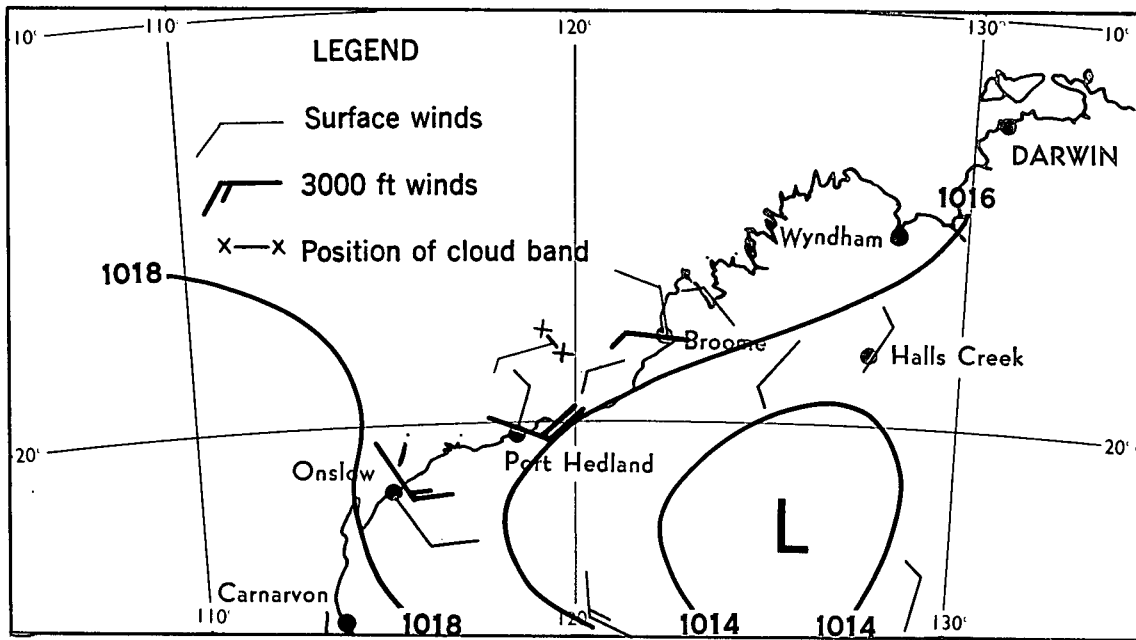 110°
120°
130°
10°
10°
LEGEND
Surface winds
3000 ft winds
x—x Position of cloud band
DARWIN
1016
Wyndham
1018
Broome
Halls Creek
20°
20°
Port Hedland
Onslow
L
Carnarvon
110°
1018
120°
1014
1014
130°